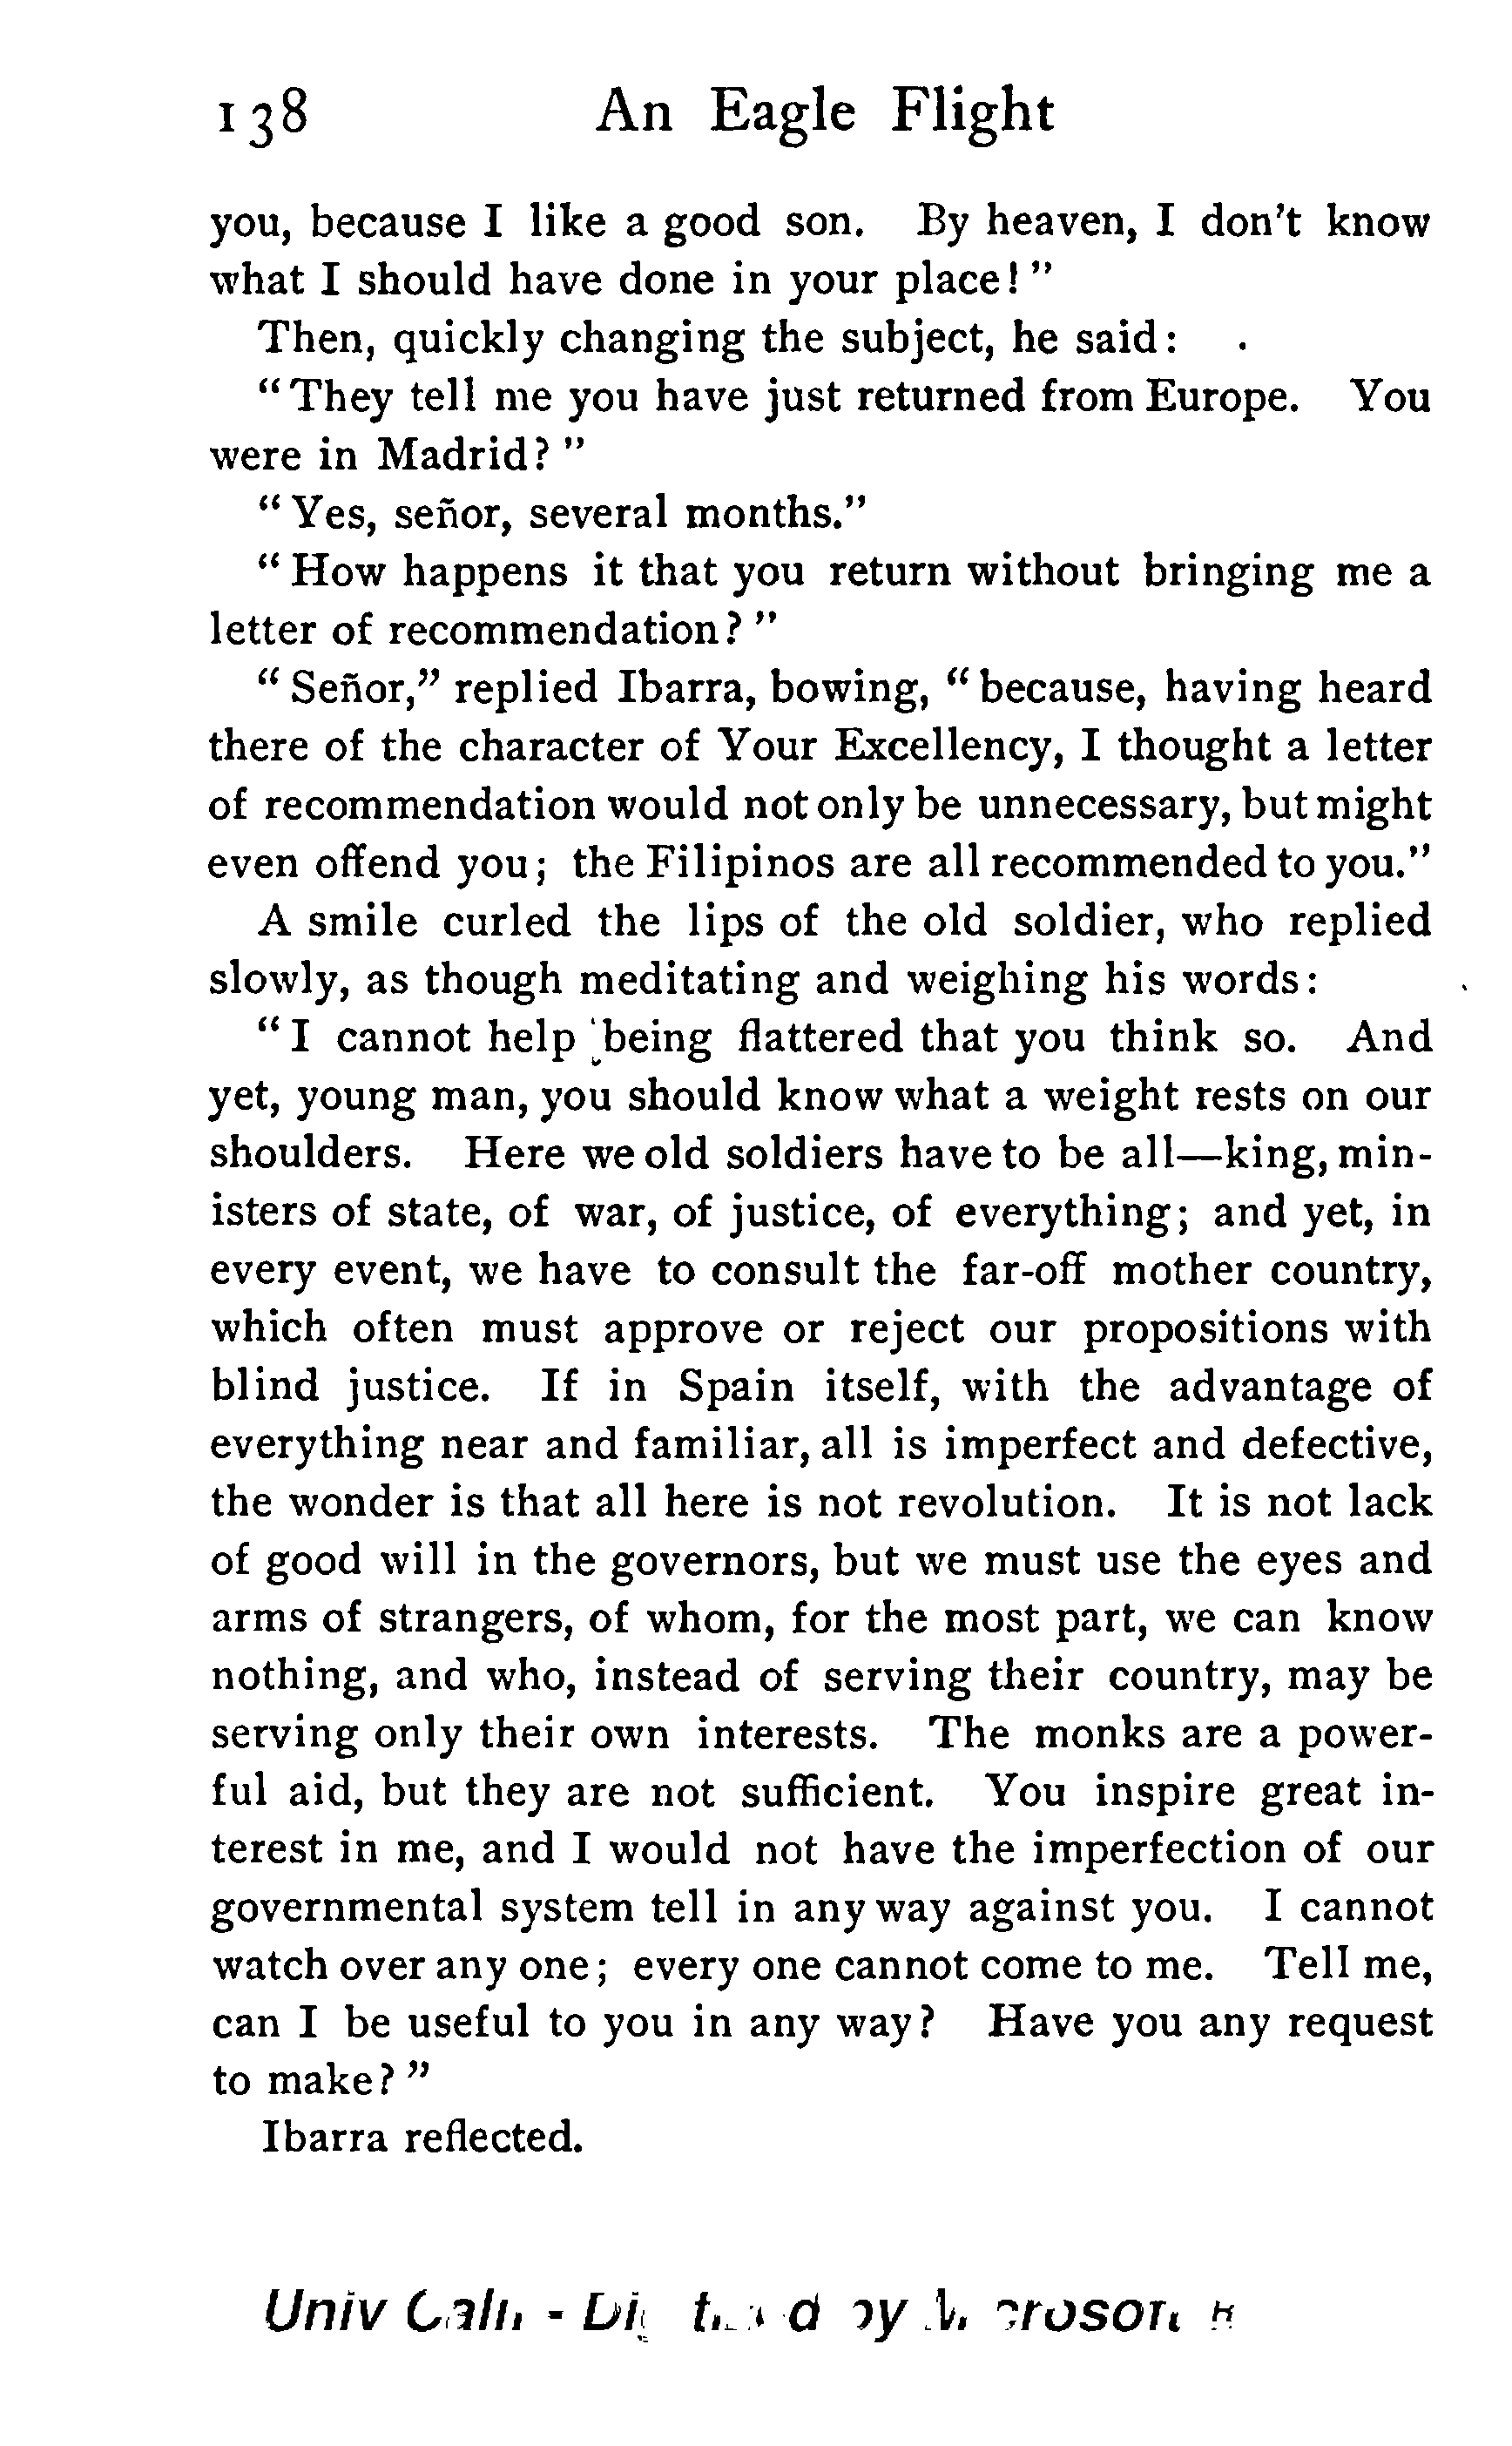 138 An Eagle Flight
you, because I like a good son. By heaven, I don't know
what I should have done in your place!"
Then, quickly changing the subject, he said:
"They tell me you have just returned from Europe. You
were in Madrid?"
"Yes, señor, several months."
"How happens it that you return without bringing me a
letter of recommendation?"
"Señor," replied Ibarra, bowing, "because, having heard
there of the character of Your Excellency, I thought a letter
of recommendation would not only be unnecessary, but might
even offend you; the Filipinos are all recommended to you."
A smile curled the lips of the old soldier, who replied
slowly, as though meditating and weighing his words:
"I cannot help being flattered that you think so. And
yet, young man, you should know what a weight rests on our
shoulders. Here we old soldiers have to be all—king, min-
isters of state, of war, of justice, of everything; and yet, in
every event, we have to consult the far-off mother country,
which often must approve or reject our propositions with
blind justice. If in Spain itself, with the advantage of
everything near and familiar, all is imperfect and defective,
the wonder is that all here is not revolution. It is not lack
of good will in the governors, but we must use the eyes and
arms of strangers, of whom, for the most part, we can know
nothing, and who, instead of serving their country, may be
serving only their own interests. The monks are a power-
ful aid, but they are not sufficient. You inspire great in-
terest in me, and I would not have the imperfection of our
governmental system tell in any way against you. I cannot
watch over any one; every one cannot come to me. Tell me,
can I be useful to you in any way? Have you any request
to make?"
Ibarra reflected.
Univ